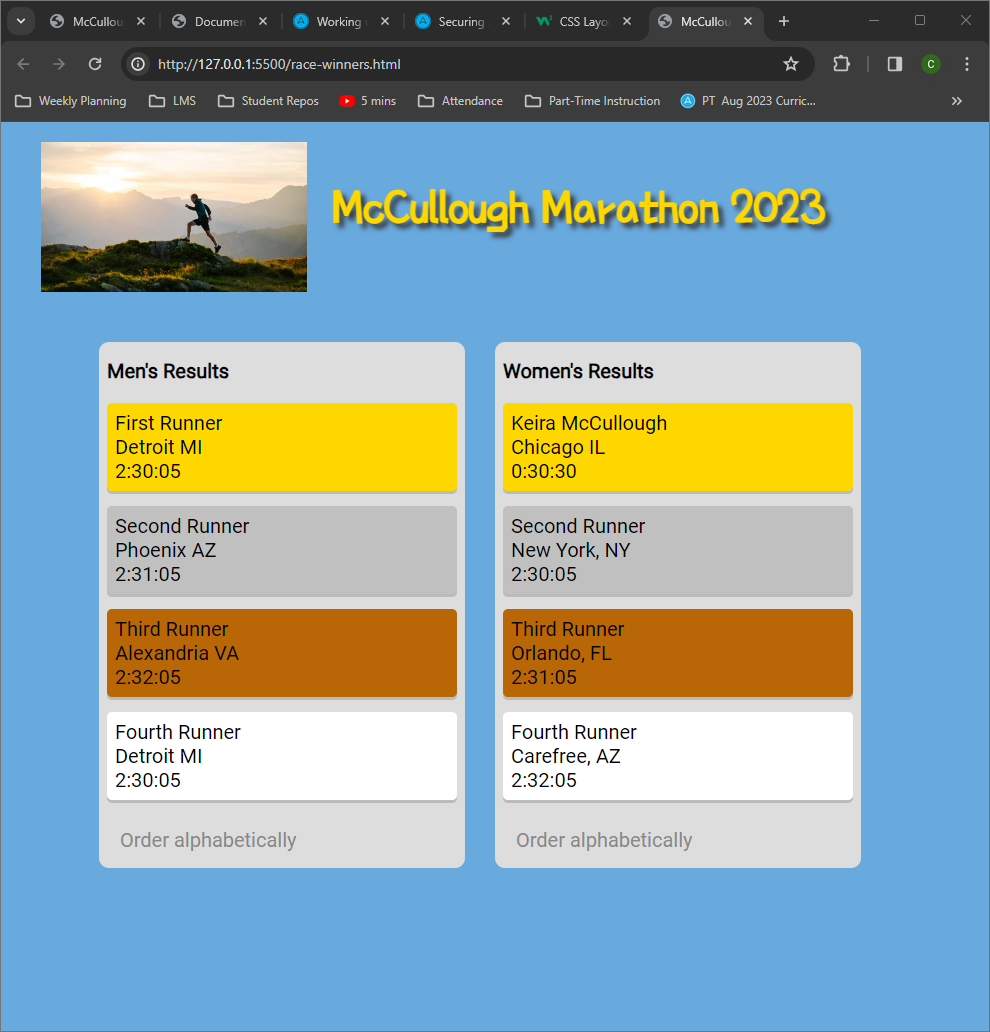 McCullou
Documen
Working
Securing
CSS Layo
McCullou
http://127.0.0.1:5500/race-winners.html
C
Weekly Planning
LMS
Student Repos
5 mins
Attendance
Part-Time Instruction
PT Aug 2023 Curric...
McCullough Marathon 2023
Men's Results
First Runner
Detroit MI
2:30:05
Second Runner
Phoenix AZ
2:31:05
Third Runner
Alexandria VA
2:32:05
Fourth Runner
Detroit MI
2:30:05
Order alphabetically
Women's Results
Keira McCullough
Chicago IL
0:30:30
Second Runner
New York, NY
2:30:05
Third Runner
Orlando, FL
2:31:05
Fourth Runner
Carefree, AZ
2:32:05
Order alphabetically